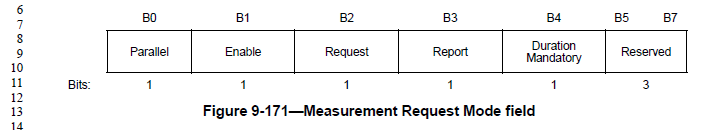 6
7 B0 B1 B2 B3 B4 B5 B7
8
9 Parallel Enable Request Report Duration Mandatory Reserved
10
11 Bits: 1 1 1 1 1 3
12
13 Figure 9-171—Measurement Request Mode field
14